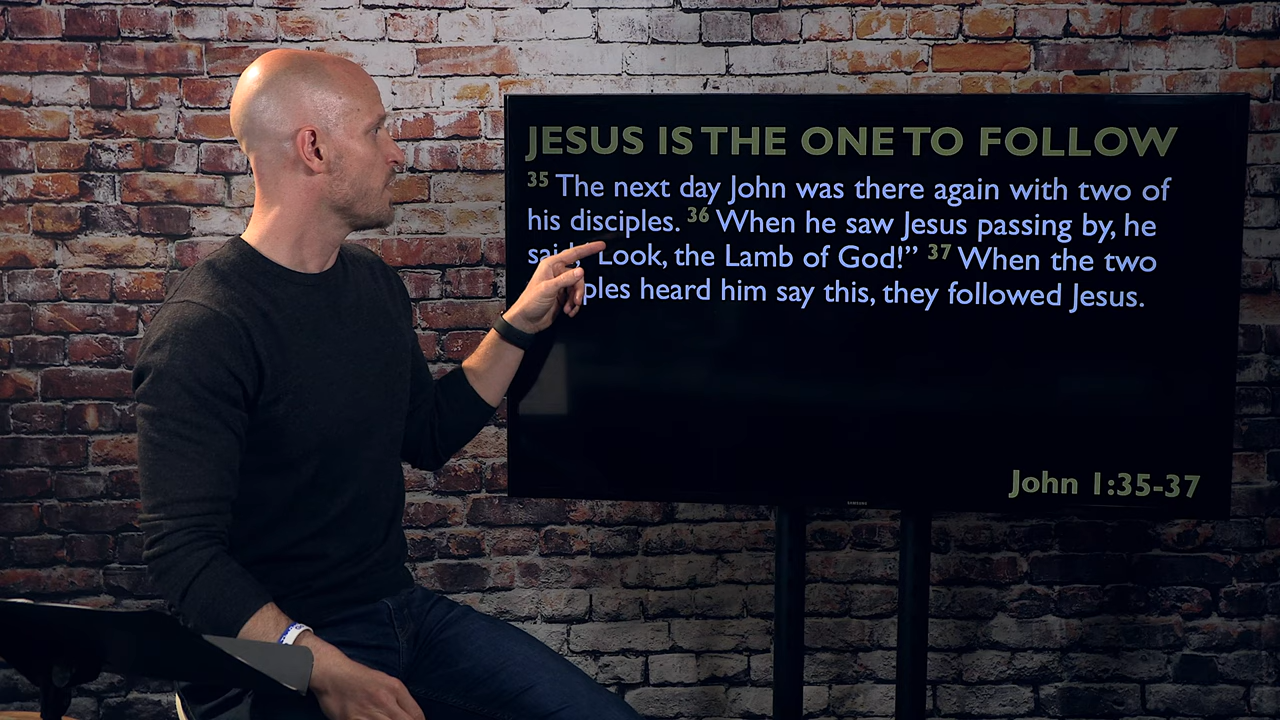 JESUS IS THE ONE TO FOLLOW
35 The next day John was there again with two of
his disciples. 36 When he saw Jesus passing by, he
"Look, the Lamb of God!” 37 When the two
heard him say this, they followed Jesus.
John 1:35-37
SAMSUNG